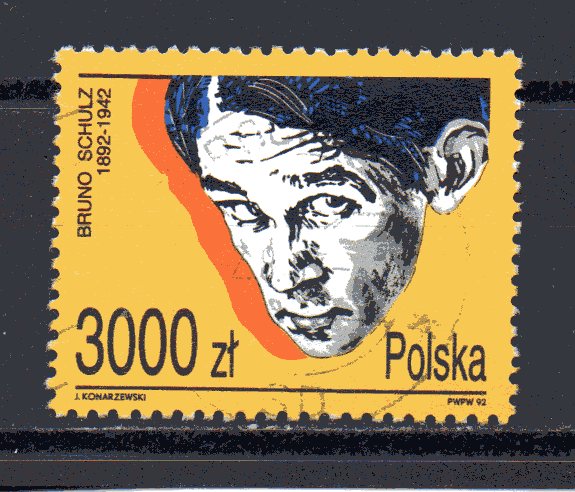 BRUNO SCHULZ
1892-1942
3000 zł
Polska
J. KONARZEWSKI
PWPW 92